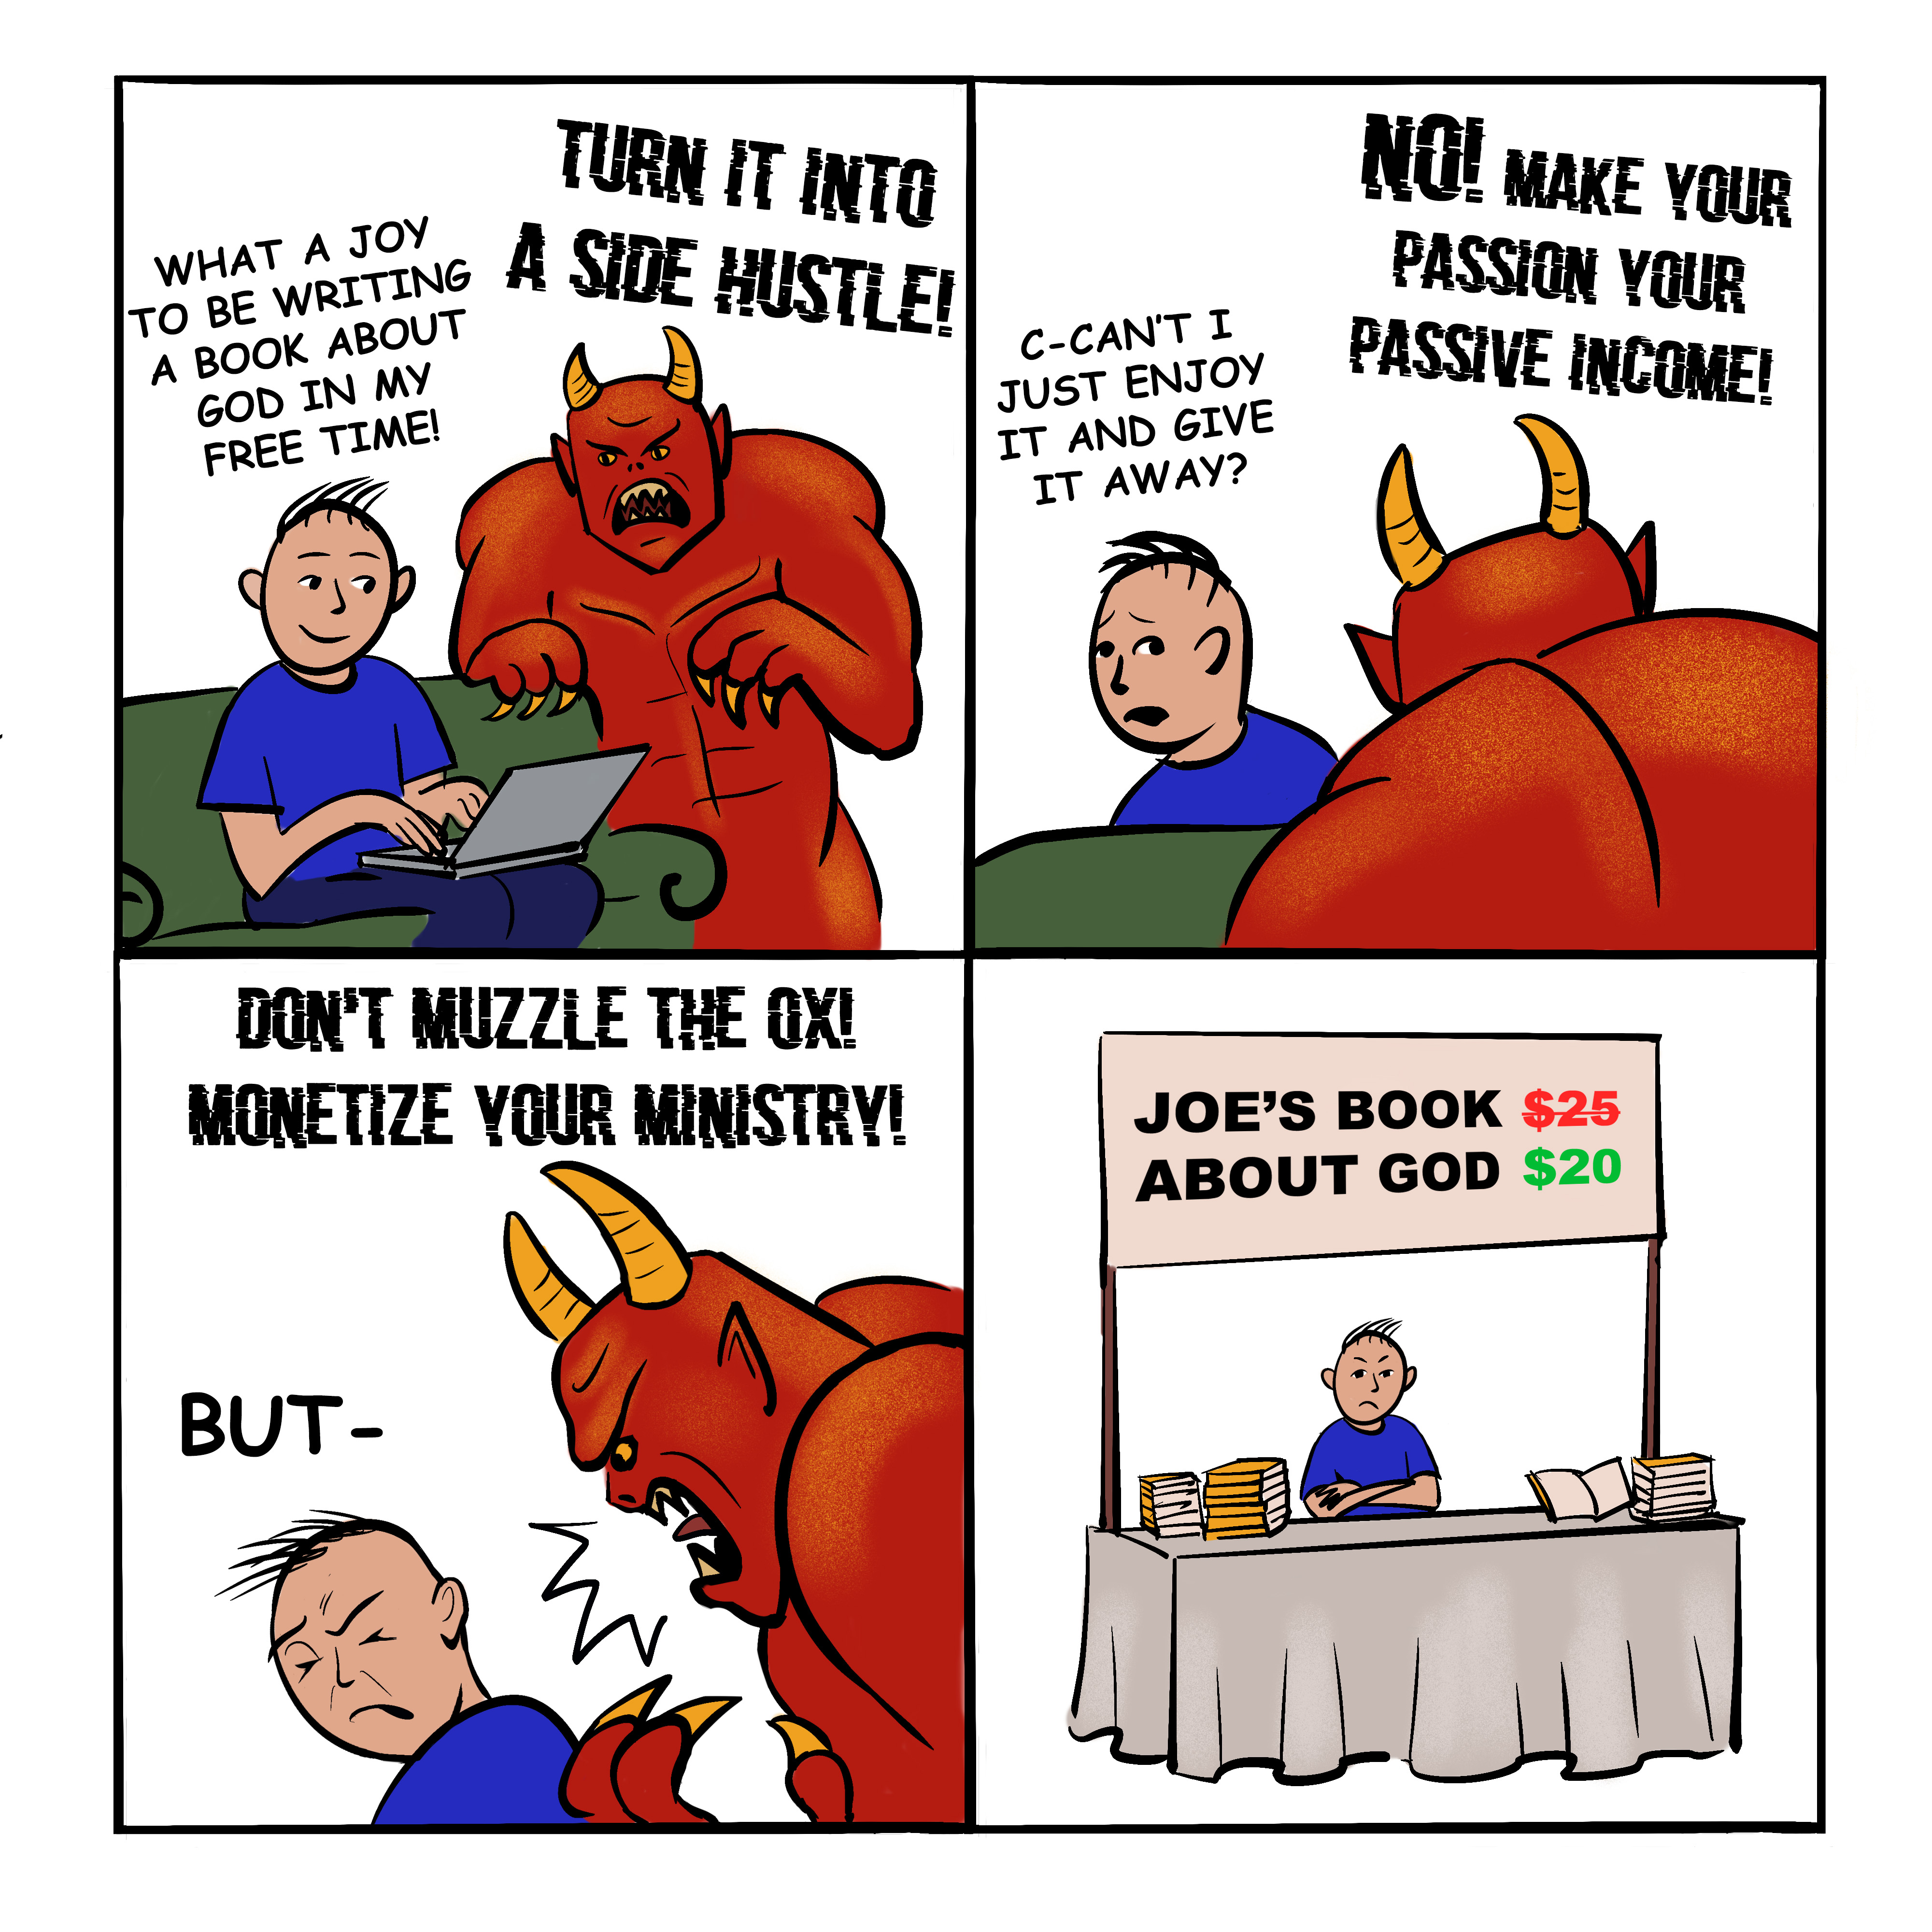 WHAT A JOY
TO BE WRITING
A BOOK ABOUT
GOD IN MY
FREE TIME!
TURN IT INTO
A SIDE HUSTLE!
C-CAN'T I
JUST ENJOY
IT AND GIVE
IT AWAY?
NO! MAKE YOUR
PASSION YOUR
PASSIVE INCOME!
DON'T MUZZLE THE OX!
MONETIZE YOUR MINISTRY!
BUT-
JOE'S BOOK $25
ABOUT GOD $20